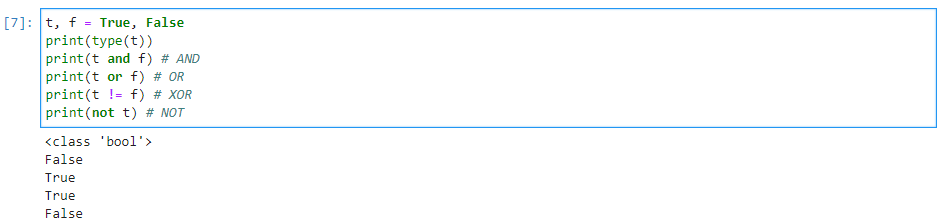 [7]: t, f = True, False
print(type(t))
print(t and f) # AND
print(t or f) # OR
print(t != f) # XOR
print(not t) # NOT
<class 'bool'>
False
True
True
False